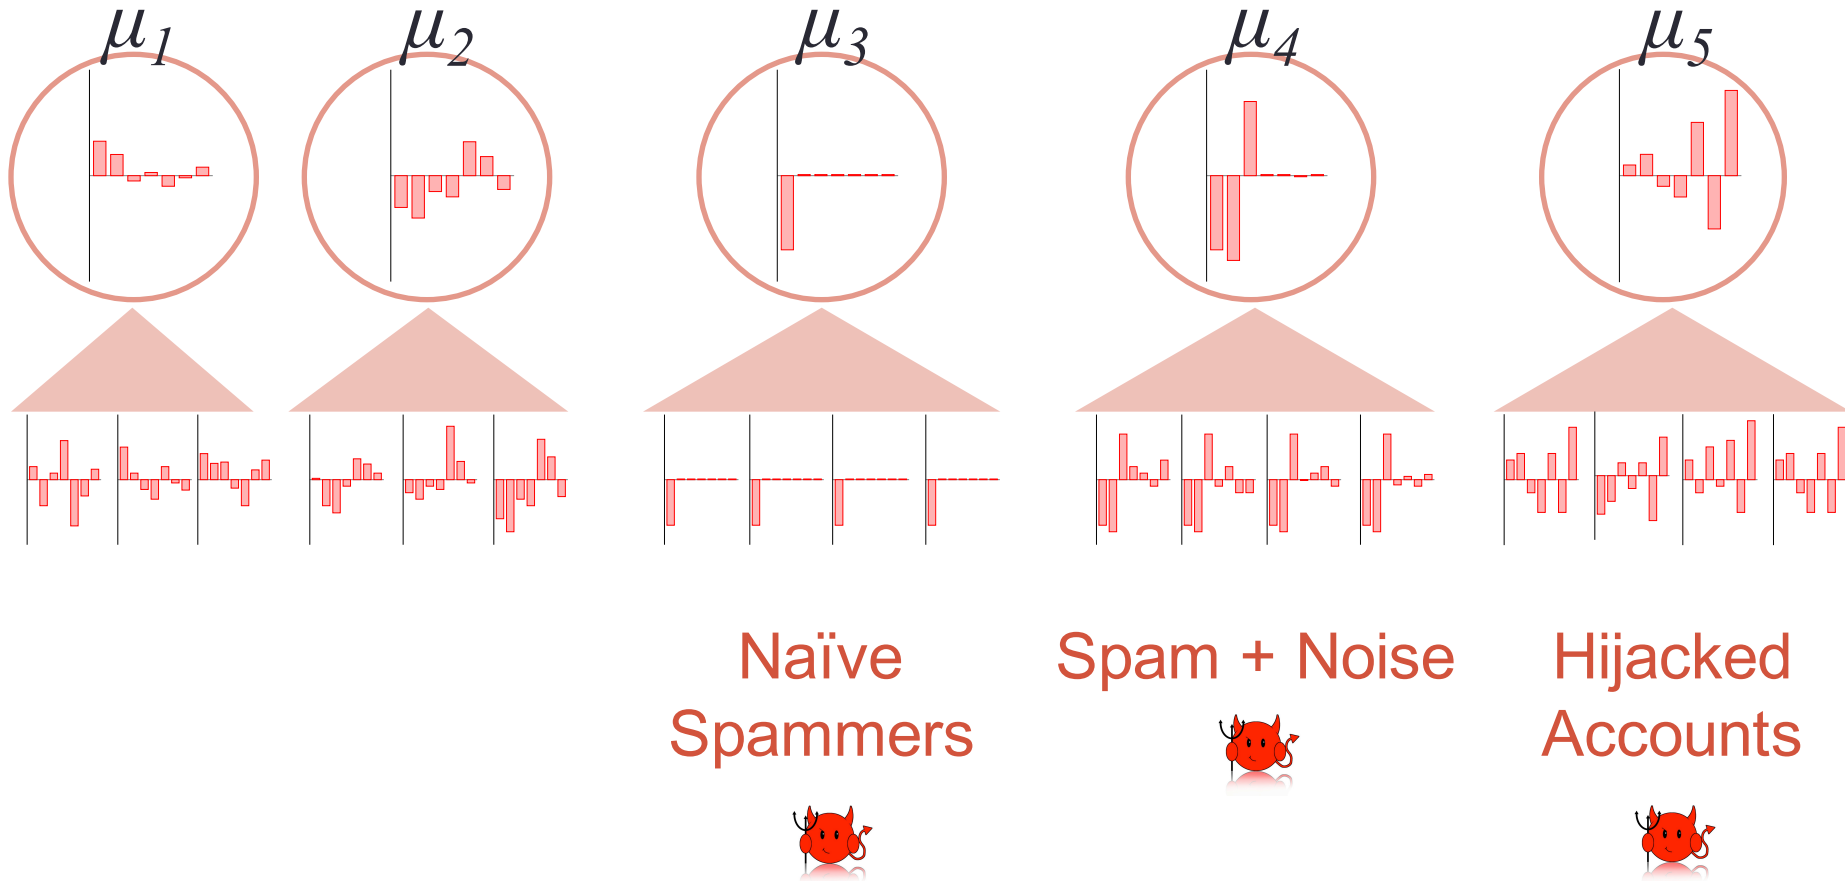 μ1 μ2 μ3 μ4 μ5
Naïve Spam + Noise Hijacked
Spammers Accounts